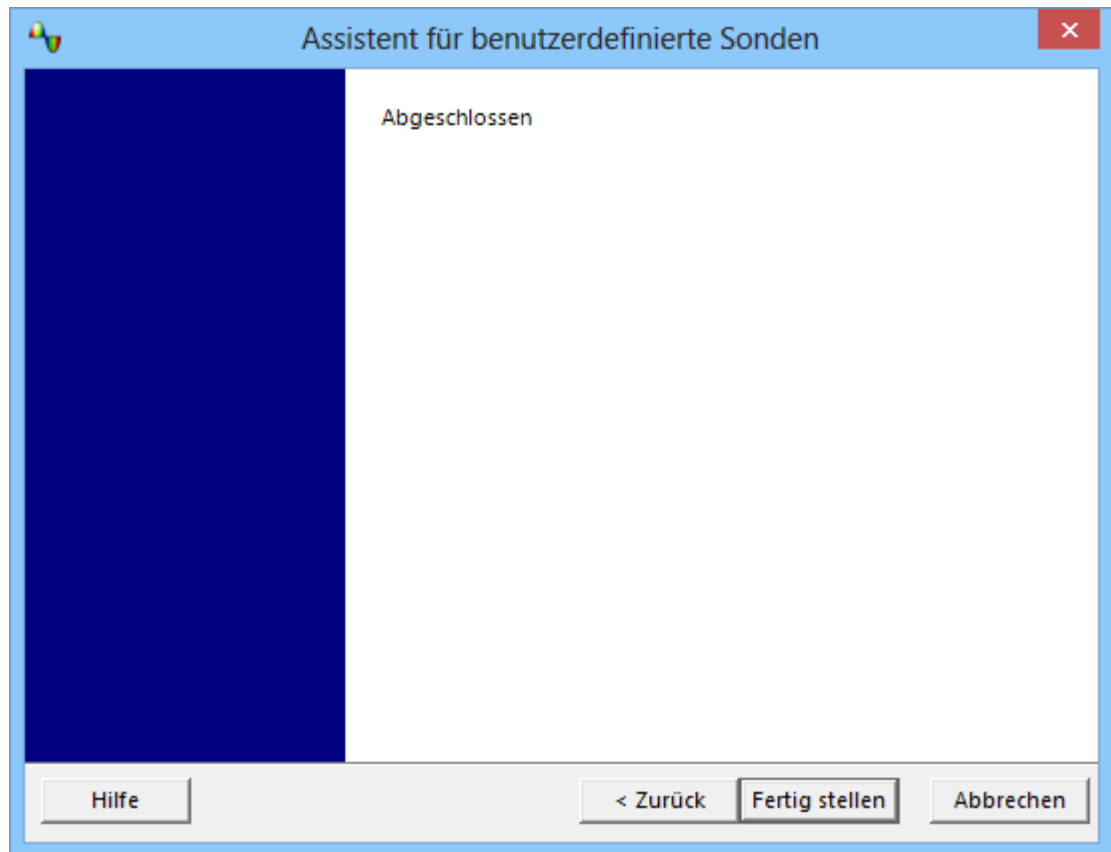 Assistent für benutzerdefinierte Sonden
Abgeschlossen
Hilfe
< Zurück
Fertig stellen
Abbrechen